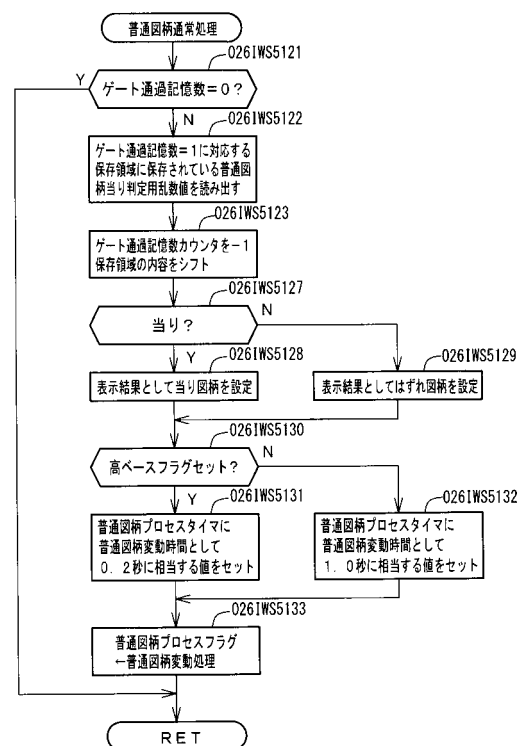 普通図柄通常処理
026IWS5121
Y
ゲート通過記憶数=0?
N
026IWS5122
ゲート通過記憶数=1に対応する
保存領域に保存されている普通図
柄当り判定用乱数値を読み出す
026IWS5123
ゲート通過記憶数カウンタを-1
保存領域の内容をシフト
026IWS5127
当り?
N
Y
026IWS5128
026IWS5129
表示結果として当り図柄を設定
表示結果としてはずれ図柄を設定
026IWS5130
高ベースフラグセット?
N
Y
026IWS5131
026IWS5132
普通図柄プロセスタイマに
普通図柄変動時間として
0.2秒に相当する値をセット
普通図柄プロセスタイマに
普通図柄変動時間として
1.0秒に相当する値をセット
026IWS5133
普通図柄プロセスフラグ
←普通図柄変動処理
RET